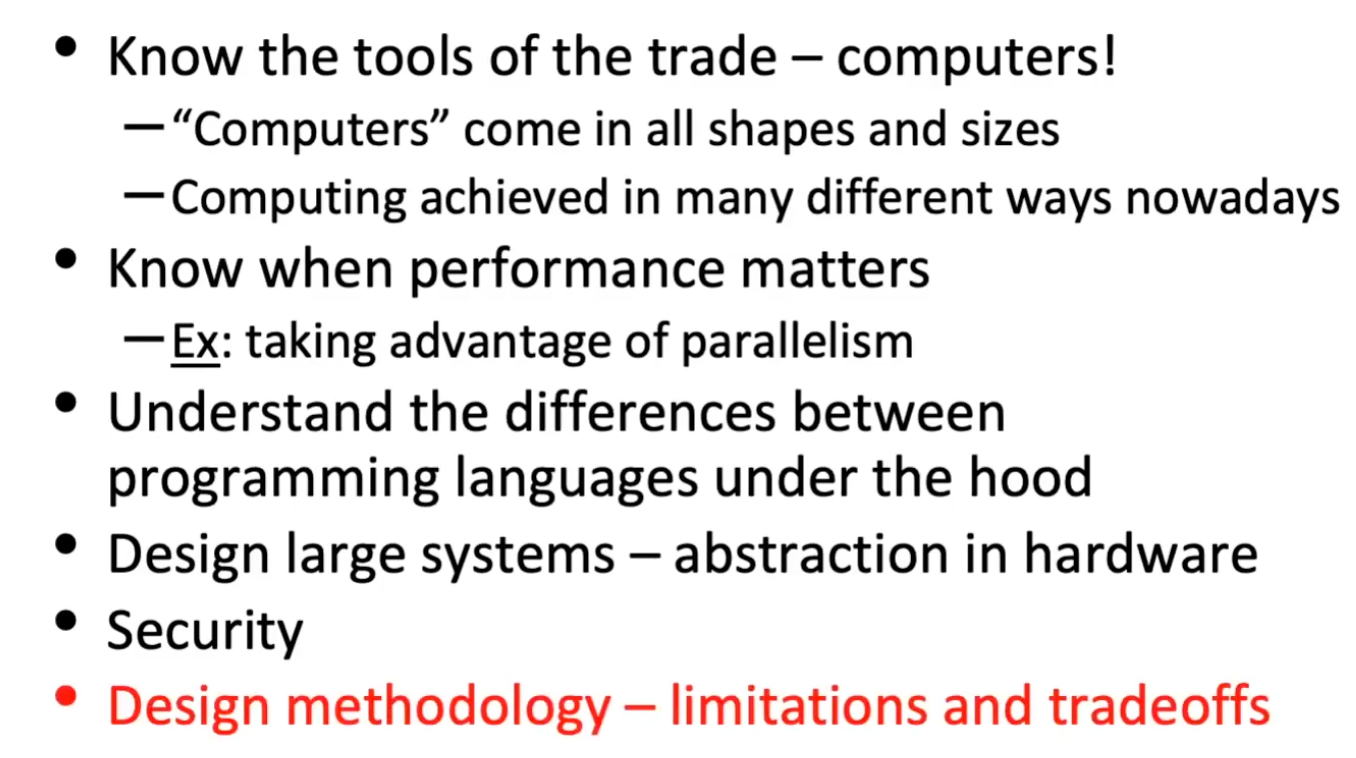 • Know the tools of the trade – computers!
– “Computers” come in all shapes and sizes
– Computing achieved in many different ways nowadays
• Know when performance matters
– Ex: taking advantage of parallelism
• Understand the differences between
programming languages under the hood
• Design large systems – abstraction in hardware
• Security
• Design methodology – limitations and tradeoffs